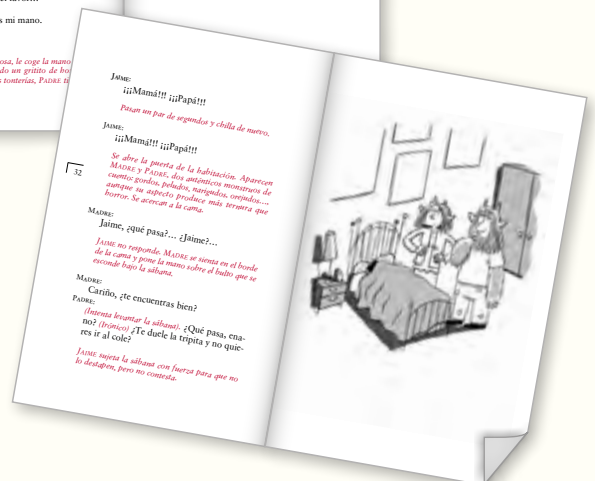 s mi mano.
osa, le coge la mano
do un gritito de ho
s tonterías, PADRE ti
JAIME:
¡¡¡Mamá!!! ¡¡¡Papá!!!
Pasan un par de segundos y chilla de nuevo.
JAIME:
¡¡¡Mamá!!! ¡¡¡Papá!!!
Se abre la puerta de la habitación. Aparecen
MADRE y PADRE, dos auténticos monstruos de
cuento: gordos, peludos, narigudos, orejudos...,
aunque su aspecto produce más ternura que
horror. Se acercan a la cama.
32
MADRE:
Jaime, ¿qué pasa?... ¿Jaime?...
JAIME no responde. MADRE se sienta en el borde
de la cama y pone la mano sobre el bulto que se
esconde bajo la sábana.
MADRE:
Cariño, ¿te encuentras bien?
PADRE:
(Intenta levantar la sábana). ¿Qué pasa, ena-
no? (Irónico) ¿Te duele la tripita y no quie-
res ir al cole?
JAIME sujeta la sábana con fuerza para que no
lo destapen, pero no contesta.